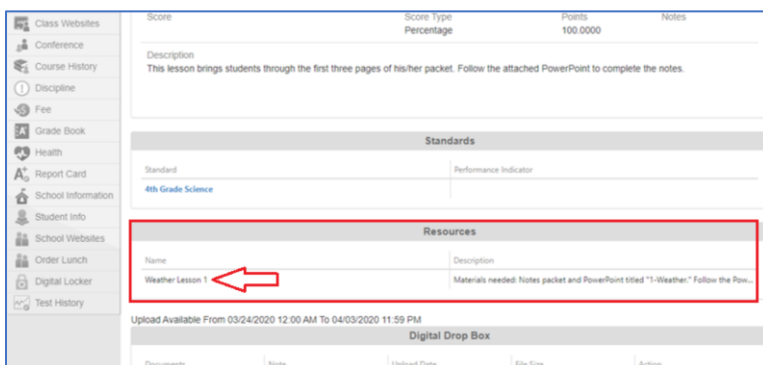 Class Websites
Conference
Course History
Discipline
Fee
Grade Book
Health
Report Card
School Information
Student Info
School Websites
Order Lunch
Digital Locker
Test History
Score Score Type Points Notes
Percentage 100.0000
Description
This lesson brings students through the first three pages of his/her packet. Follow the attached PowerPoint to complete the notes.
Standards
Standard Performance Indicator
4th Grade Science
Resources
Name Description
Weather Lesson 1 Materials needed: Notes packet and PowerPoint titled "1-Weather." Follow the Pow...
Upload Available From 03/24/2020 12:00 AM To 04/03/2020 11:59 PM
Digital Drop Box
Documents Note Upload Date File Size Action